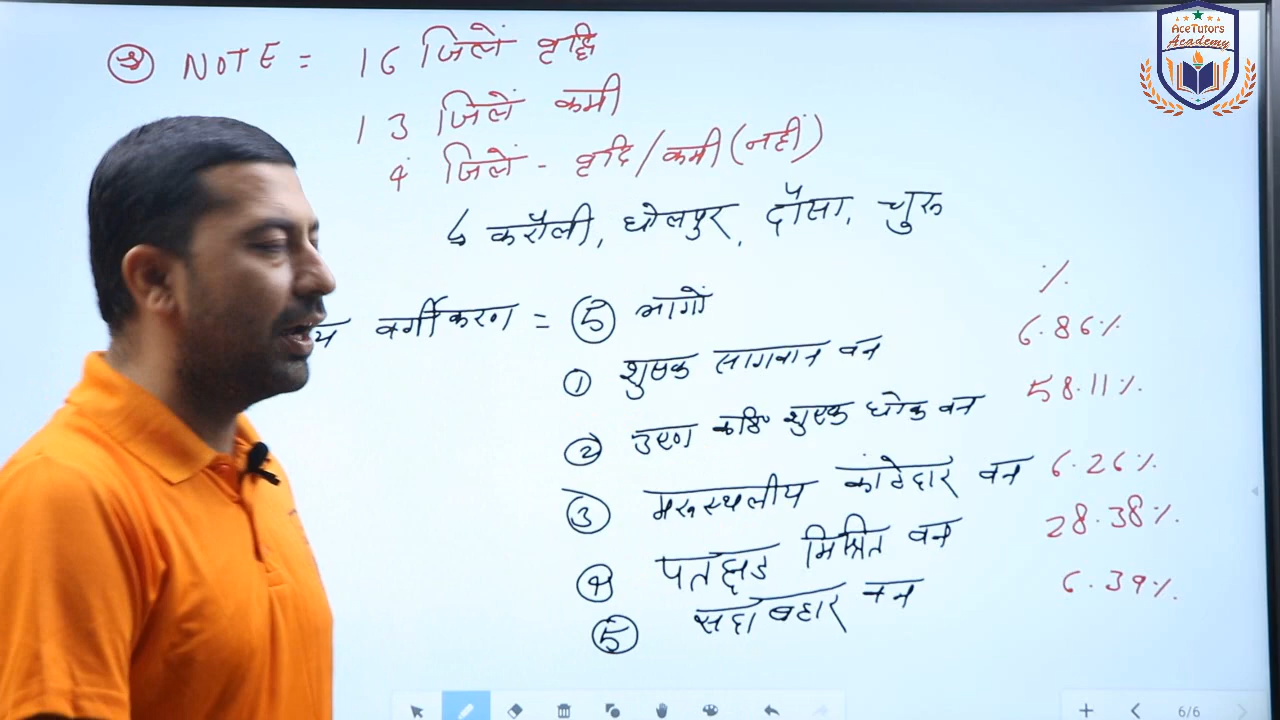 AceTutors
Academy
NOTE = 16 जिलें वृद्धि
13 जिलें कमी
4 जिलें - वृद्धि/कमी (नहीं)
↳ करौली, धोलपुर, दौसा, चुरू
%
य वर्गीकरण = 5 भागों
① शुष्क सागवान वन 6.86%
② उष्ण कटि शुष्क धोक वन 58.11%
③ मरुस्थलीय कांटेदार वन 6.26%
④ पतझड मिश्रित वन 28.38%
⑤ सदाबहार वन 6.39%
6/6